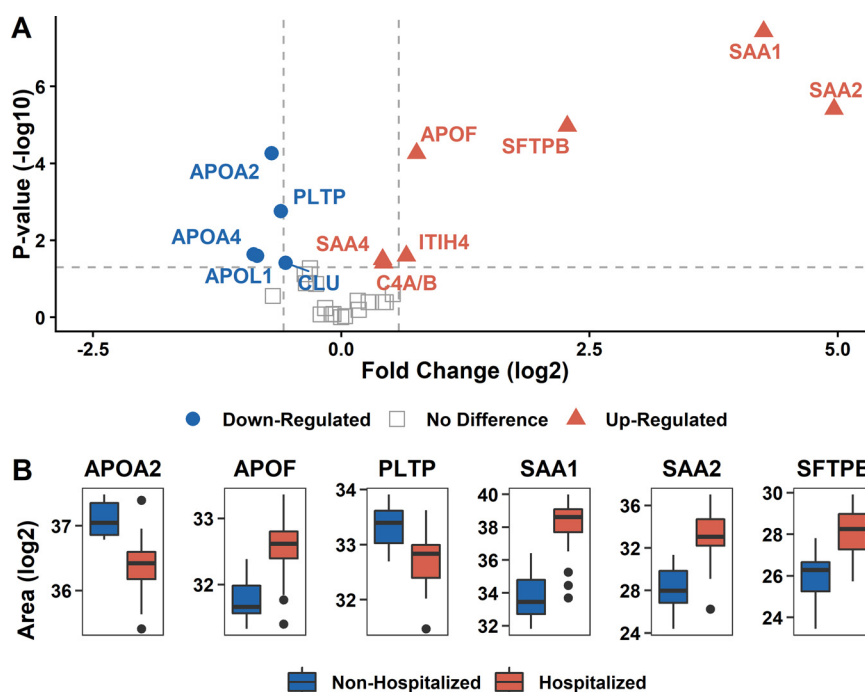 A
P-value (-log10)
6
4
2
0
SAA1
SAA2
APOF
SFTPB
APOA2
PLTP
APOA4
SAA4
ITIH4
APOL1
CLU
C4A/B
-2.5
0.0
2.5
5.0
Fold Change (log2)
Down-Regulated No Difference Up-Regulated
B
APOA2 APOF PLTP SAA1 SAA2 SFTPB
Area (log2)
37
36
33
32
34
33
32
40
38
36
34
32
36
33
30
28
24
30
28
26
24
Non-Hospitalized Hospitalized